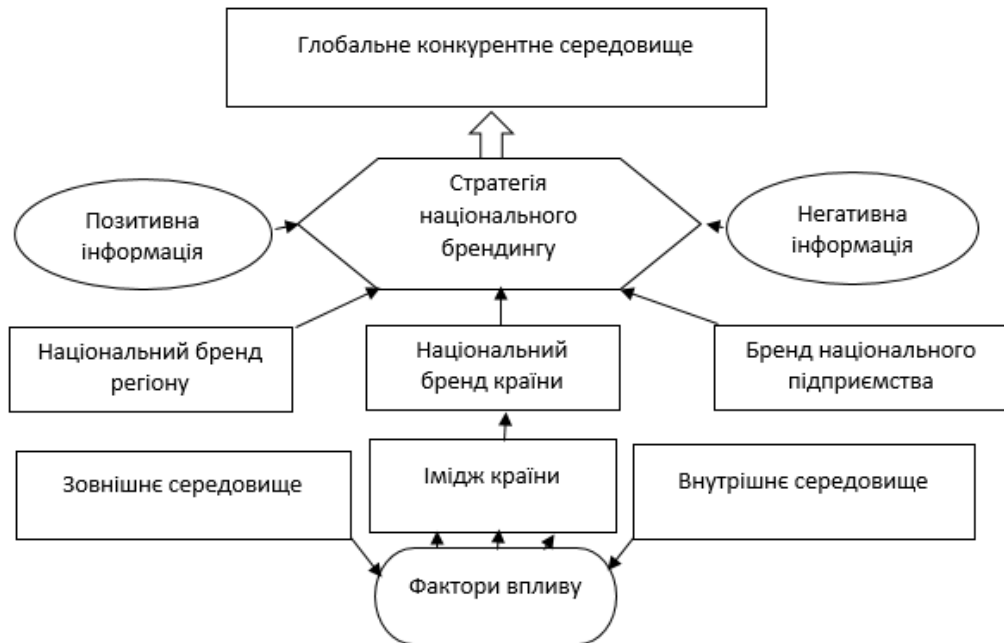 Глобальне конкурентне середовище
Стратегія
національного
брендингу
Позитивна
інформація
Негативна
інформація
Національний бренд
регіону
Національний
бренд країни
Бренд національного
підприємства
Зовнішнє середовище
Імідж країни
Внутрішнє середовище
Фактори впливу